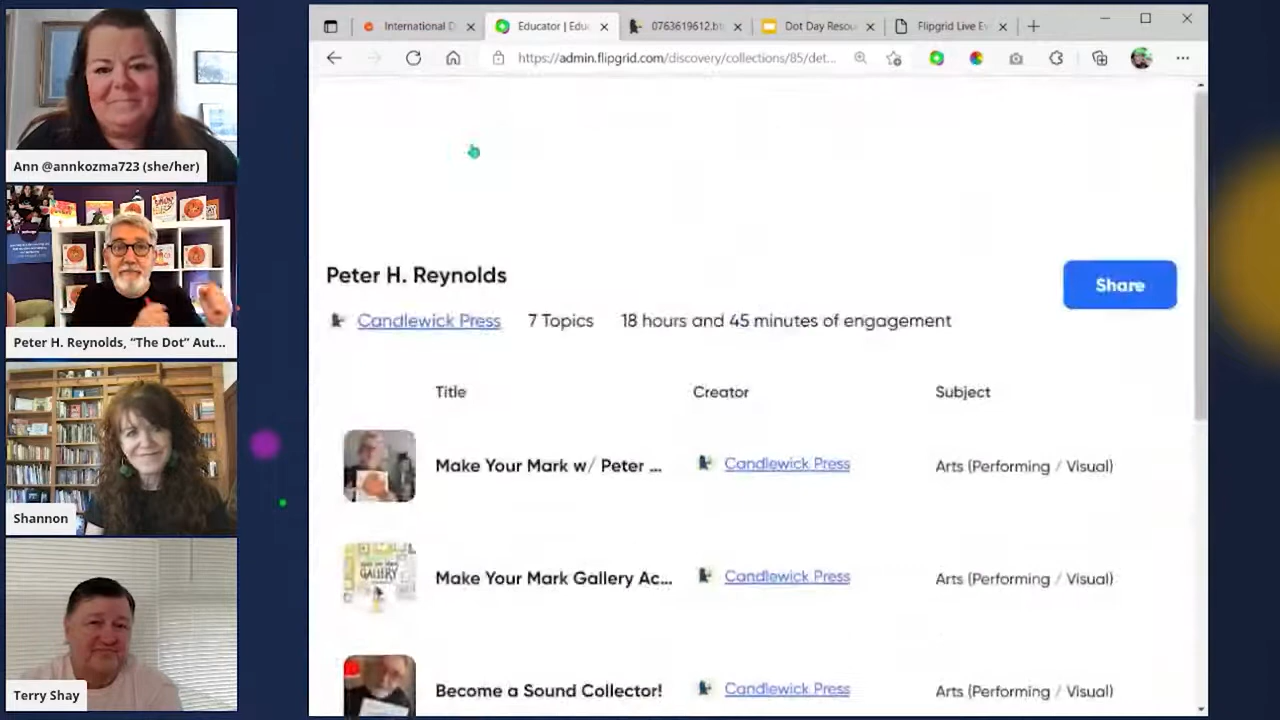 Ann @annkozma723 (she/her)
Peter H. Reynolds, “The Dot” Aut...
Shannon
Terry Shay
International D
Educator | Edu
0763619612.bt
Dot Day Resou
Flipgrid Live Ev
https://admin.flipgrid.com/discovery/collections/85/det...
Peter H. Reynolds
Share
Candlewick Press 7 Topics 18 hours and 45 minutes of engagement
Title Creator Subject
Make Your Mark w/ Peter ... Candlewick Press Arts (Performing / Visual)
Make Your Mark Gallery Ac... Candlewick Press Arts (Performing / Visual)
GALLERY
Become a Sound Collector! Candlewick Press Arts (Performing / Visual)